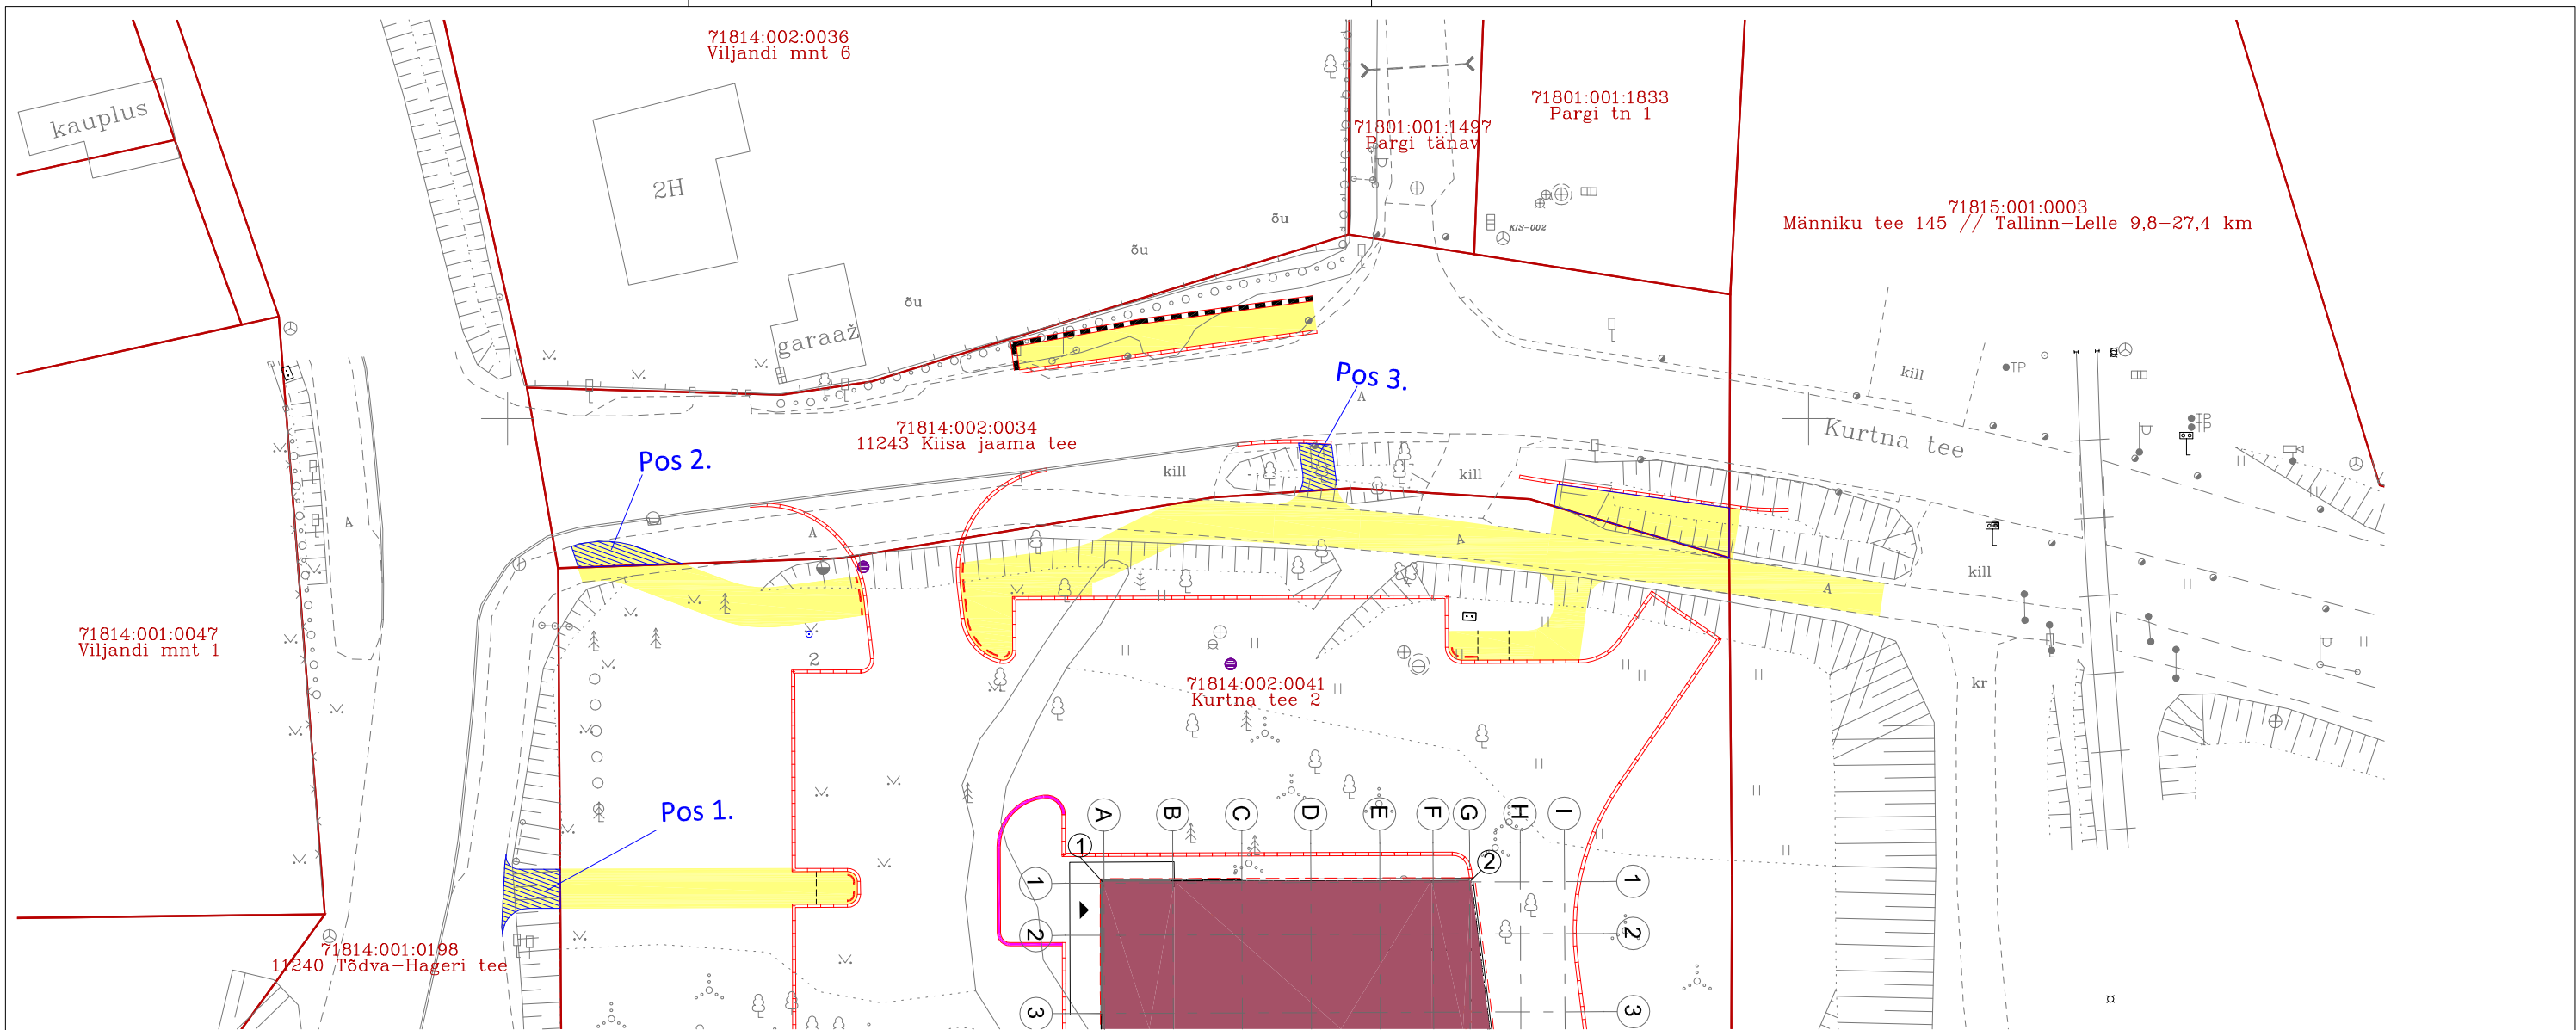 71814:002:0036
Viljandi mnt 6
kauplus
2H
71801:001:1833
Pargi tn 1
71801:001:1497
Pargi tänav
71815:001:0003
Männiku tee 145 // Tallinn-Lelle 9,8-27,4 km
KIS-002
õu
õu
õu
garaaž
Pos 3.
A
kill
TP
TP
TP
71814:002:0034
11243 Kiisa jaama tee
Kurtna tee
Pos 2.
kill
kill
A
A
A
kill
A
71814:001:0047
Viljandi mnt 1
2
71814:002:0041
Kurtna tee 2
kr
Pos 1.
A
B
C
D
E
F
G
H
I
1
2
1
1
2
2
71814:001:0198
11240 Tõdva-Hageri tee
3
3